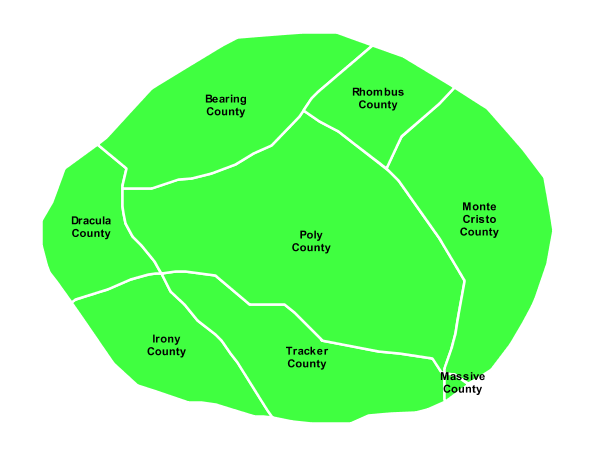 Bearing
County
Rhombus
County
Dracula
County
Poly
County
Monte
Cristo
County
Irony
County
Tracker
County
Massive
County